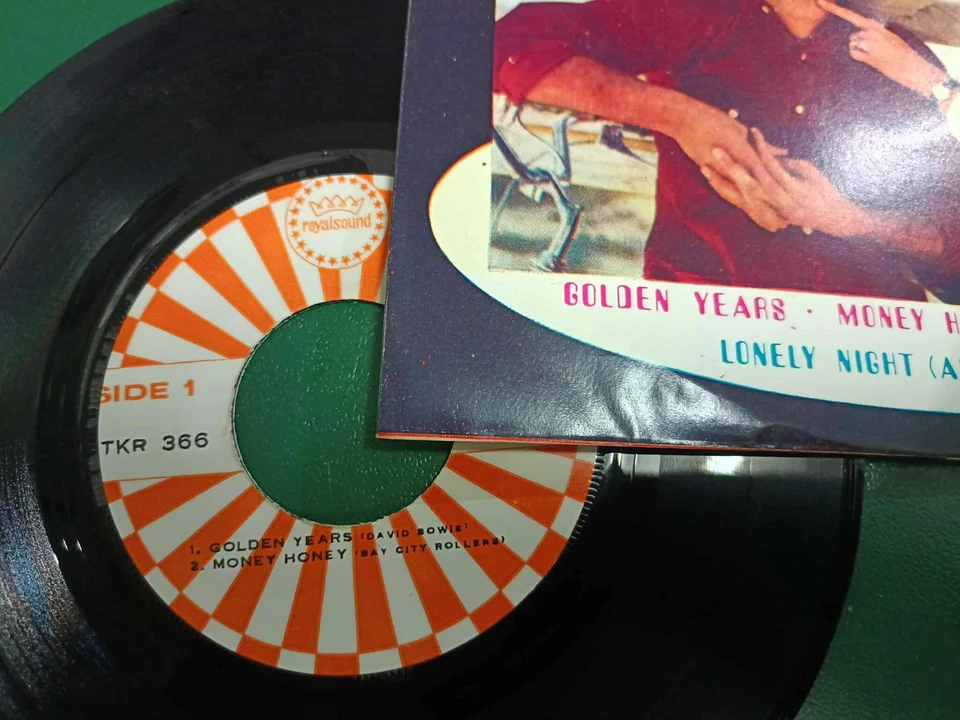 royalsound
SIDE 1
TKR 366
1. GOLDEN YEARS (DAVID BOWIE)
2. MONEY HONEY (BAY CITY ROLLERS)
GOLDEN YEARS · MONEY H
LONELY NIGHT (A